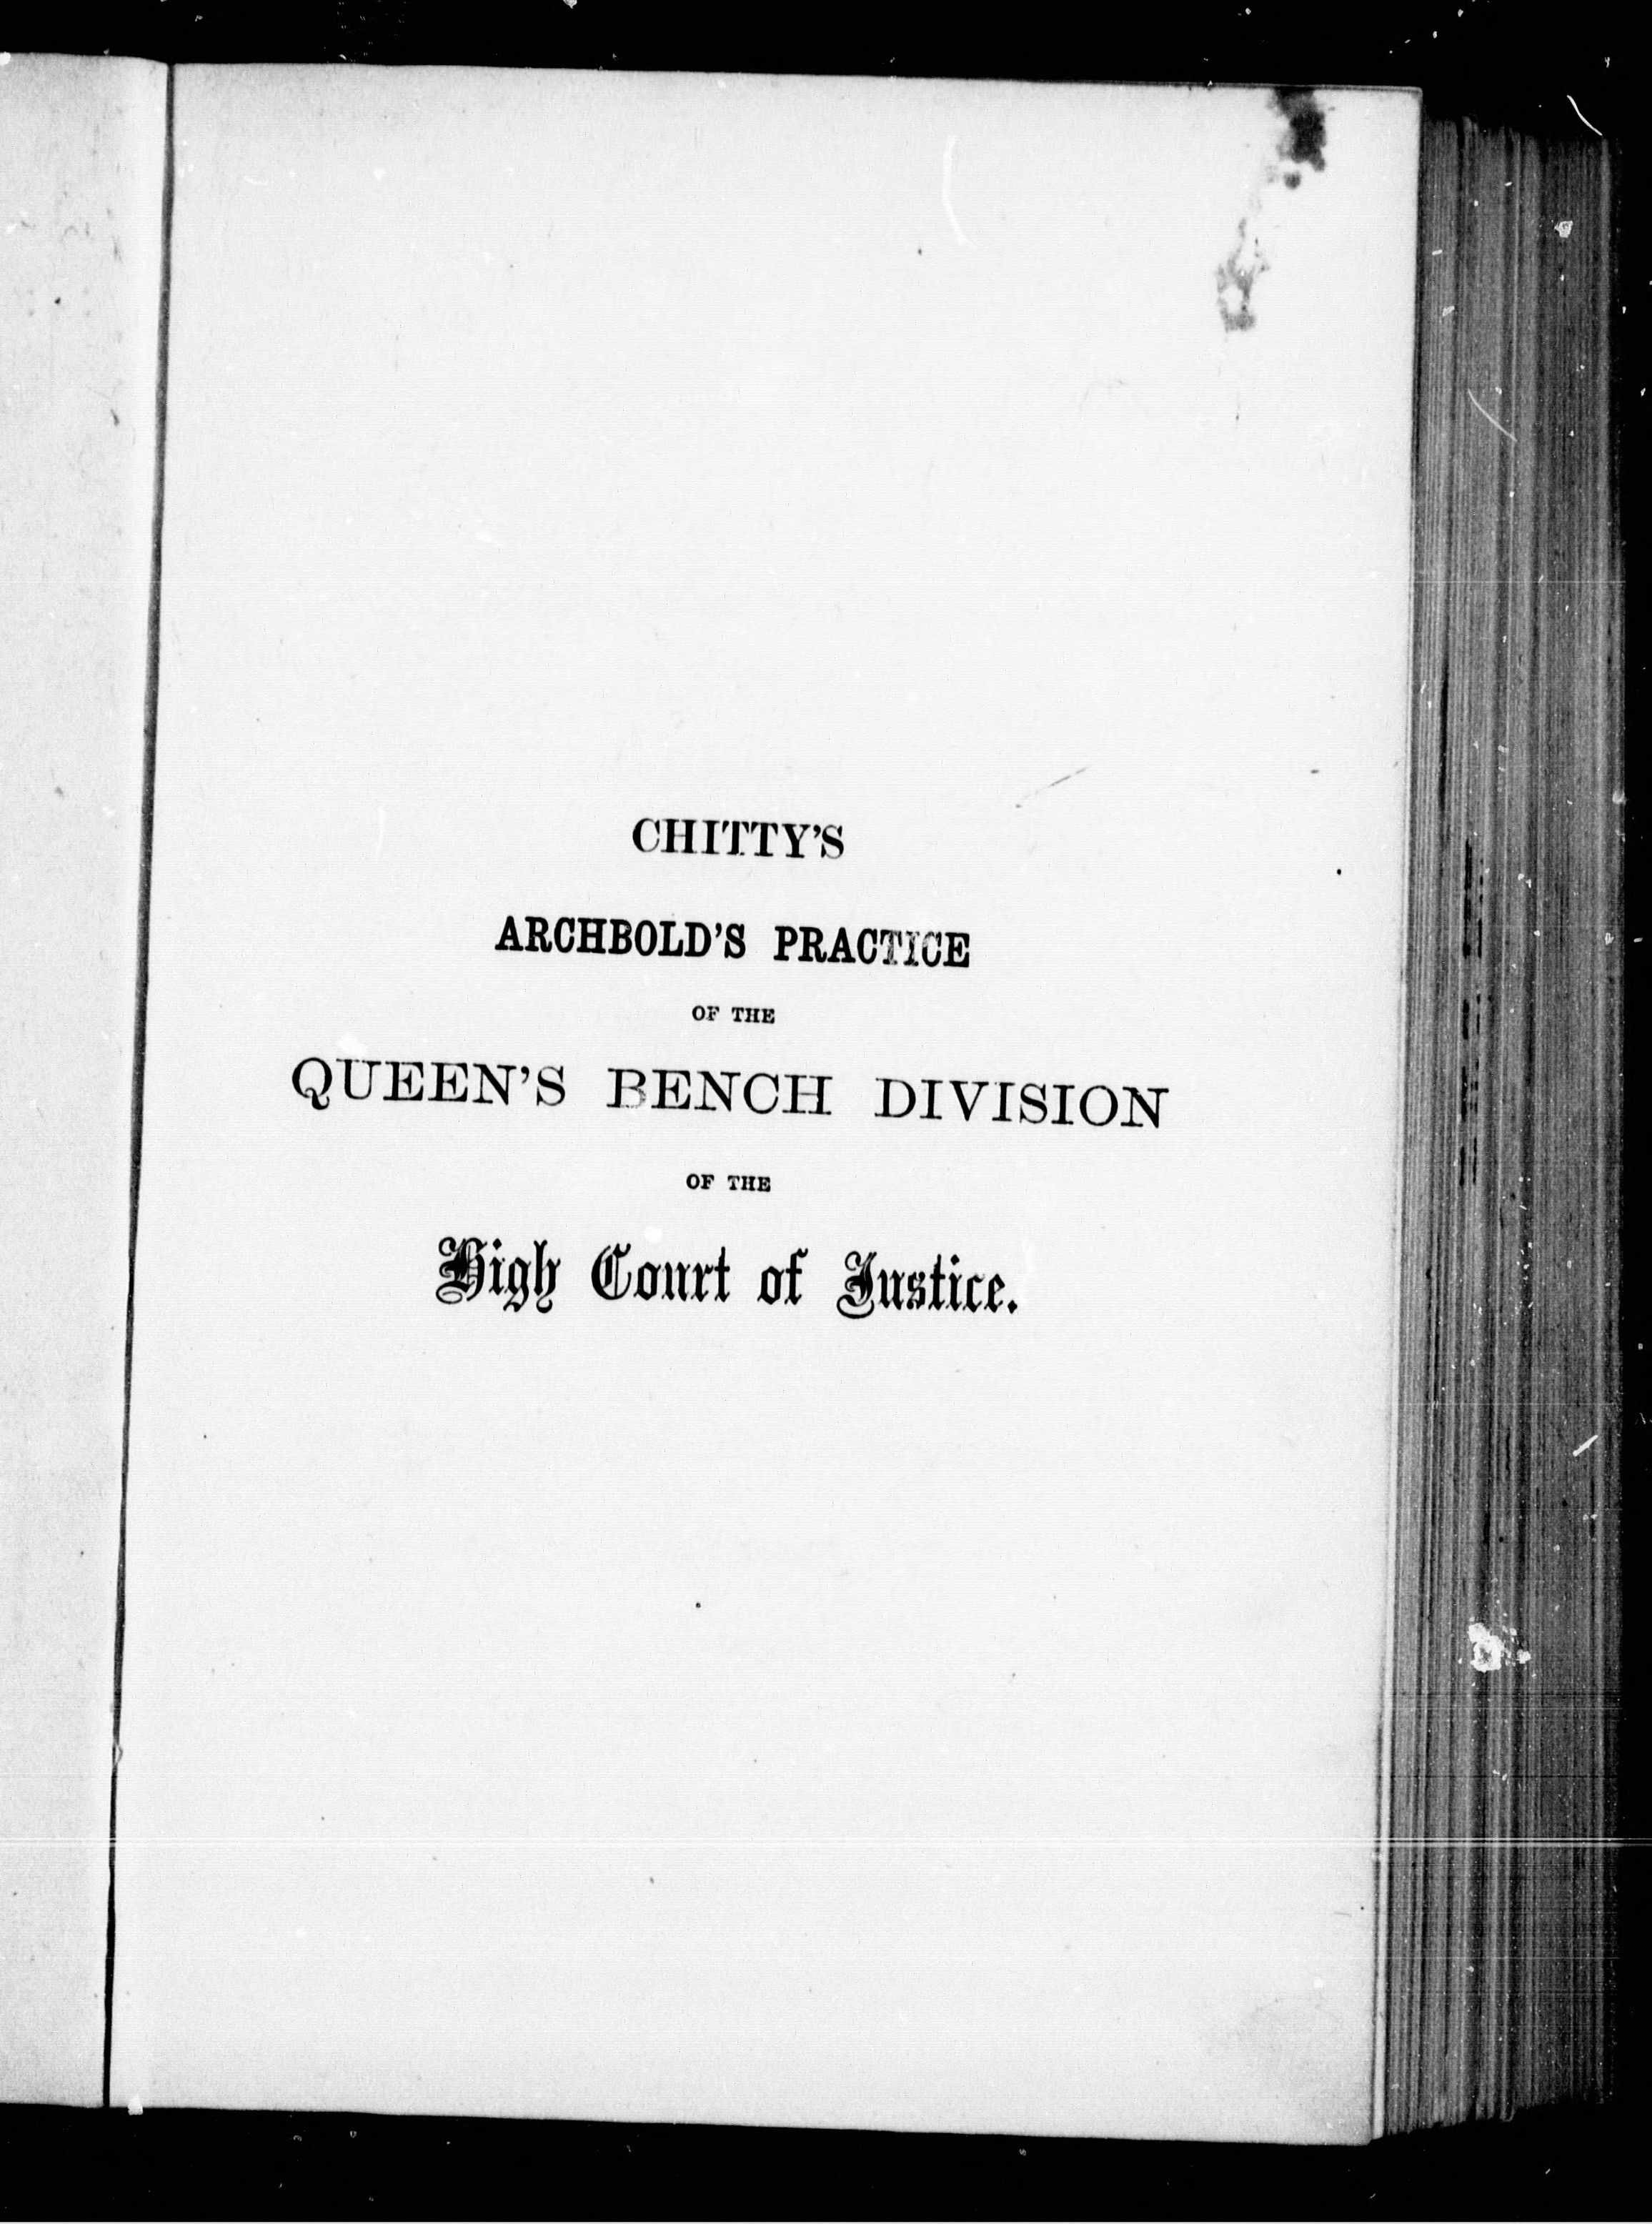 CHITTY'S
ARCHBOLD'S PRACTICE
OF THE
QUEEN'S BENCH DIVISION
OF THE
High Court of Justice.